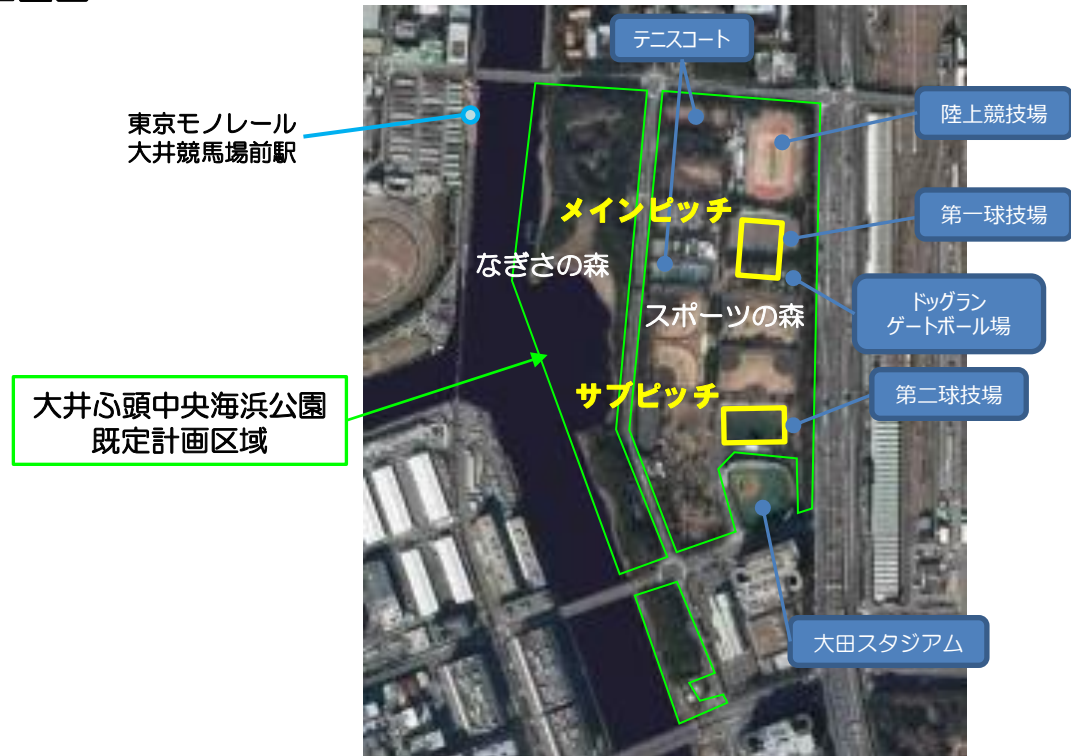 テニスコート
東京モノレール
大井競馬場前駅
陸上競技場
メインピッチ
第一球技場
なぎさの森
スポーツの森
ドッグラン
ゲートボール場
大井ふ頭中央海浜公園
既定計画区域
サブピッチ
第二球技場
大田スタジアム